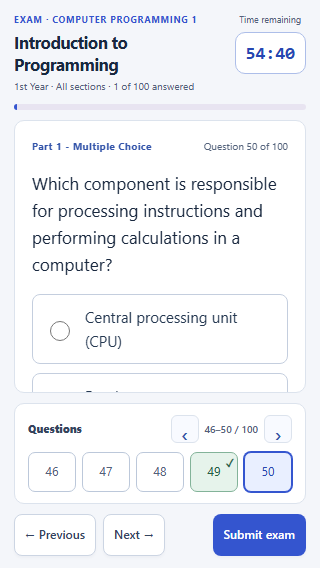 EXAM · COMPUTER PROGRAMMING 1
Time remaining
Introduction to
Programming
54:40
1st Year · All sections · 1 of 100 answered
Part 1 - Multiple Choice
Question 50 of 100
Which component is responsible
for processing instructions and
performing calculations in a
computer?
Central processing unit
(CPU)
Questions
‹ 46–50 / 100 ›
46 47 48 49 ✓ 50
← Previous
Next →
Submit exam